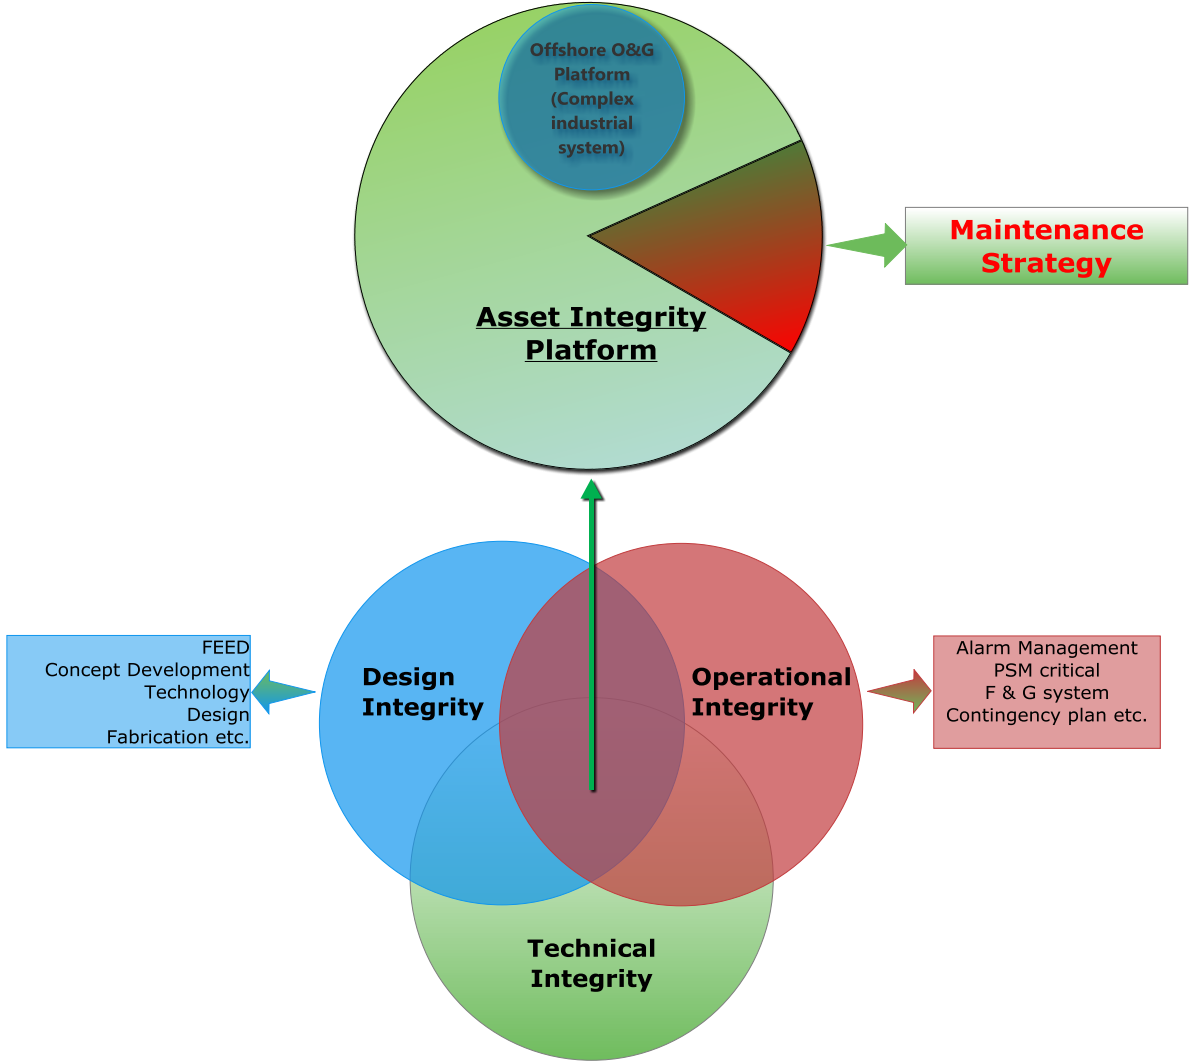 Offshore O&G
Platform
(Complex
industrial
system)
Maintenance
Strategy
Asset Integrity
Platform
FEED
Concept Development
Technology
Design
Fabrication etc.
Design
Integrity
Operational
Integrity
Alarm Management
PSM critical
F & G system
Contingency plan etc.
Technical
Integrity